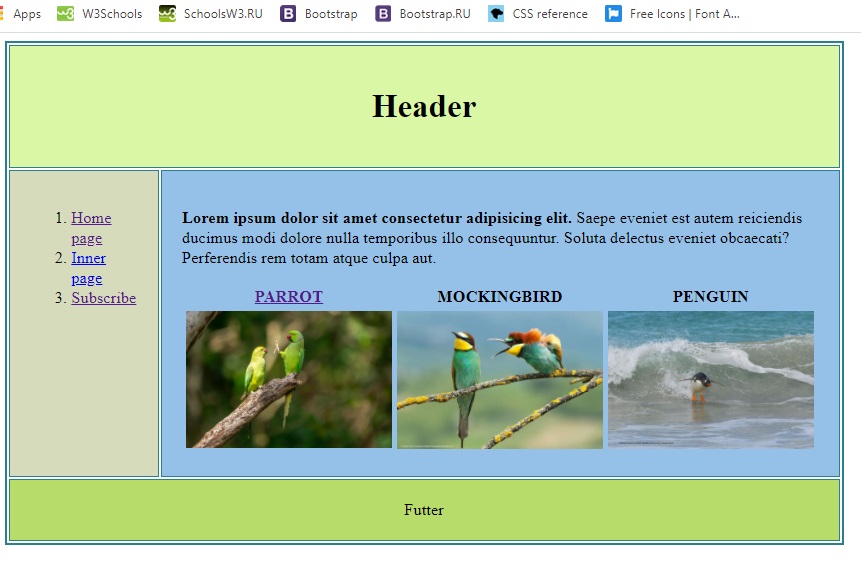 Apps W3Schools SchoolsW3.RU Bootstrap Bootstrap.RU CSS reference Free Icons | Font A...
Header
1. Home
page
2. Inner
page
3. Subscribe
Lorem ipsum dolor sit amet consectetur adipisicing elit. Saepe eveniet est autem reiciendis
ducimus modi dolore nulla temporibus illo consequuntur. Soluta delectus eveniet obcaecati?
Perferendis rem totam atque culpa aut.
PARROT MOCKINGBIRD PENGUIN
Futter